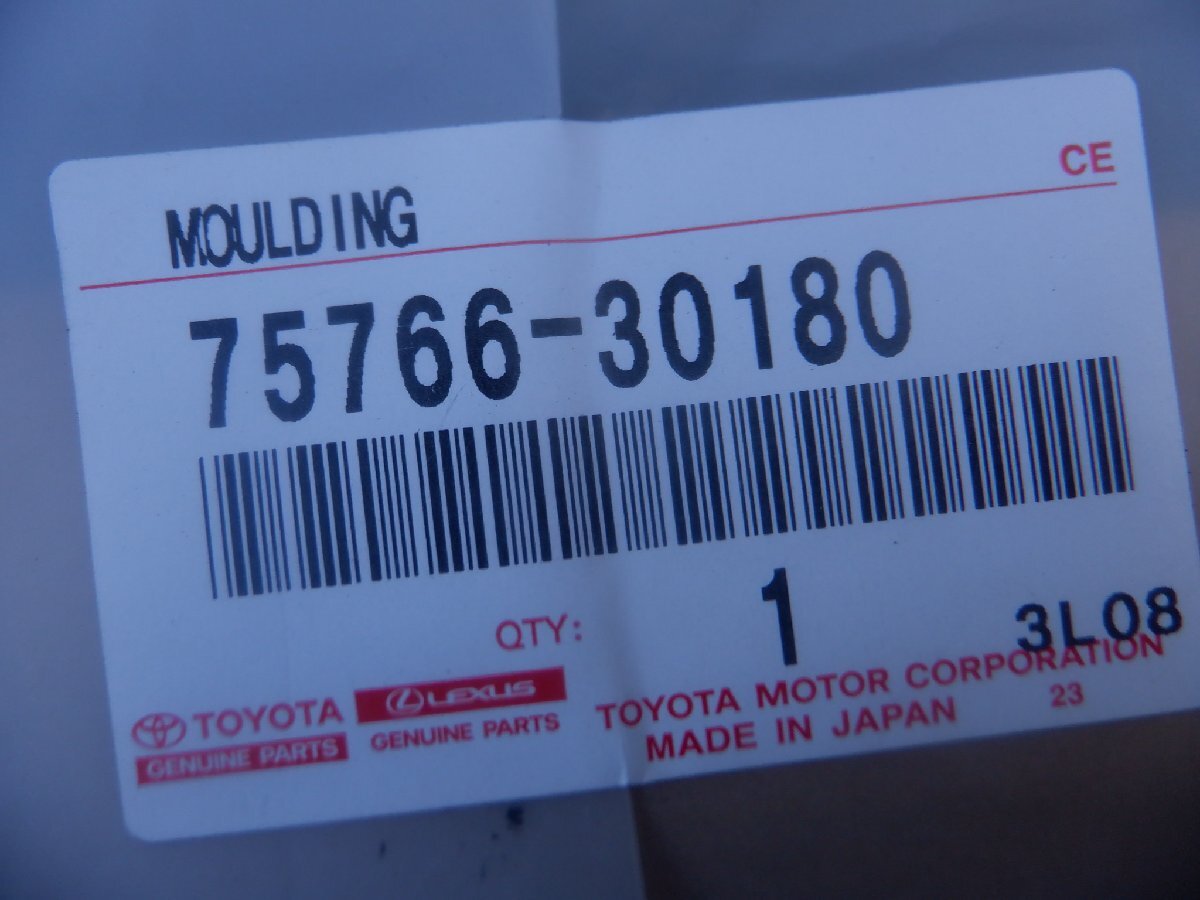 CE
MOULDING
75766-30180
QTY: 1
3L08
TOYOTA
GENUINE PARTS
LEXUS
GENUINE PARTS
TOYOTA MOTOR CORPORATION
MADE IN JAPAN 23